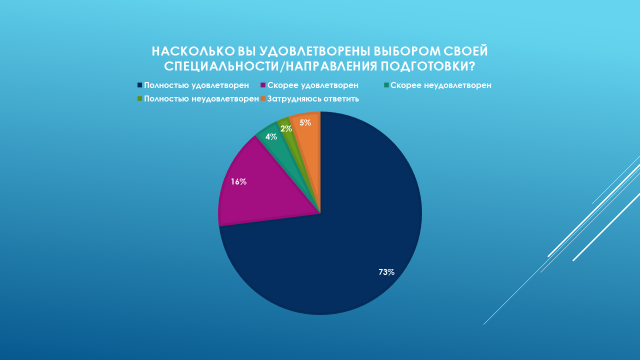 НАСКОЛЬКО ВЫ УДОВЛЕТВОРЕНЫ ВЫБОРОМ СВОЕЙ
СПЕЦИАЛЬНОСТИ/НАПРАВЛЕНИЯ ПОДГОТОВКИ?
Полностью удовлетворен Скорее удовлетворен Скорее неудовлетворен
Полностью неудовлетворен Затрудняюсь ответить
4% 2% 5%
16%
73%